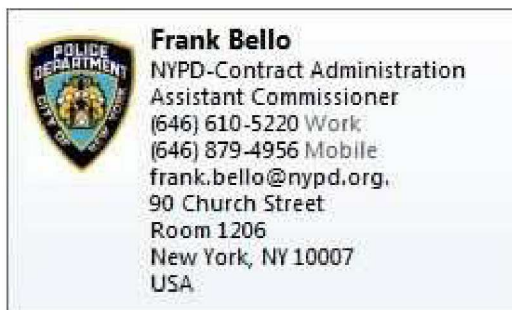 POLICE
DEPARTMENT
CITY OF
NEW YORK
Frank Bello
NYPD-Contract Administration
Assistant Commissioner
(646) 610-5220 Work
(646) 879-4956 Mobile
frank.bello@nypd.org.
90 Church Street
Room 1206
New York, NY 10007
USA